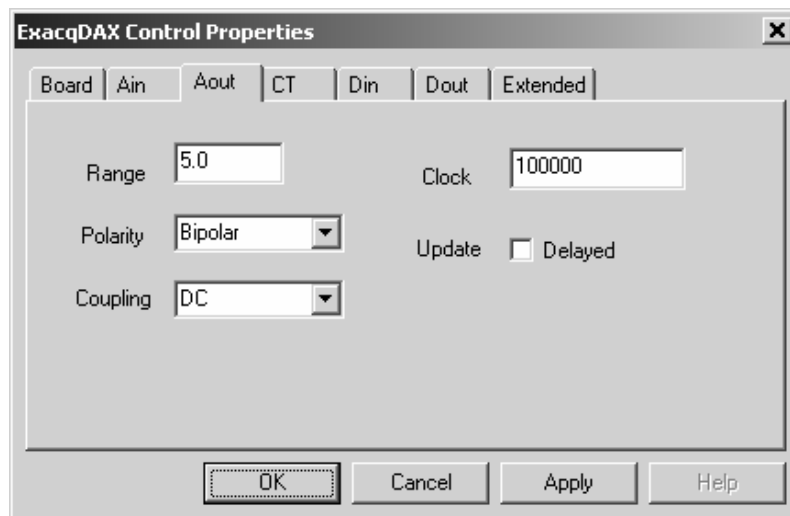 ExacqDAX Control Properties
Board Ain Aout CT Din Dout Extended
Range 5.0 Clock 100000
Polarity Bipolar Update Delayed
Coupling DC
OK Cancel Apply Help